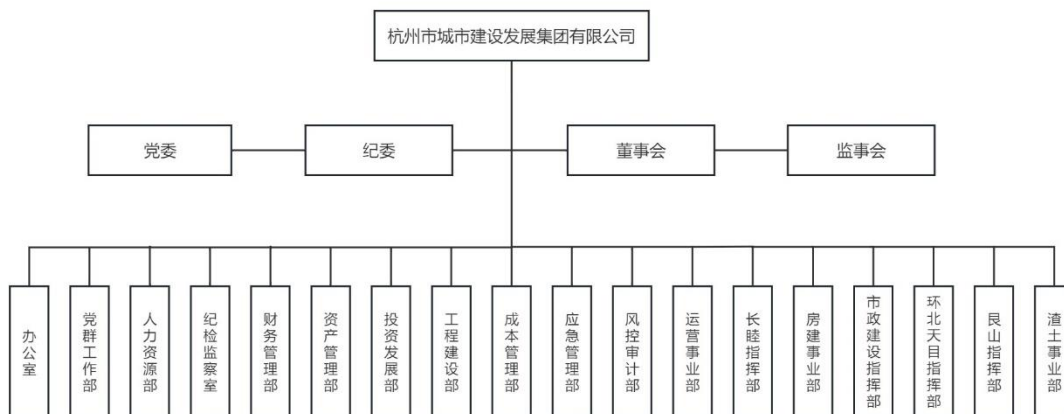 杭州市城市建设发展集团有限公司
党委
纪委
董事会
监事会
办公室
党群工作部
人力资源部
纪检监察室
财务管理部
资产管理部
投资发展部
工程建设部
成本管理部
应急管理部
风控审计部
运营事业部
长睦指挥部
房建事业部
市政建设指挥部
环北天目指挥部
艮山指挥部
渣土事业部